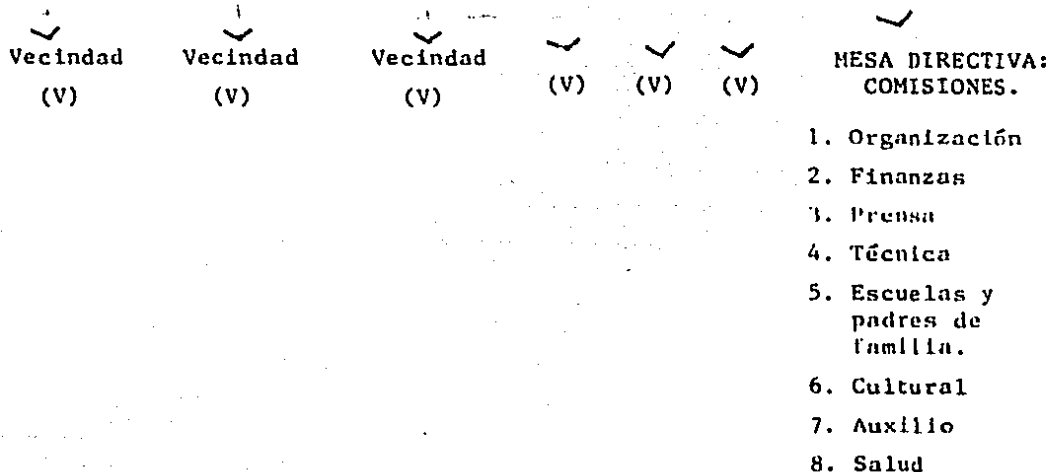 Vecindad Vecindad Vecindad
(V) (V) (V) (V) (V) (V)
MESA DIRECTIVA:
COMISIONES.
1. Organización
2. Finanzas
3. Prensa
4. Técnica
5. Escuelas y
padres de
familia.
6. Cultural
7. Auxilio
8. Salud